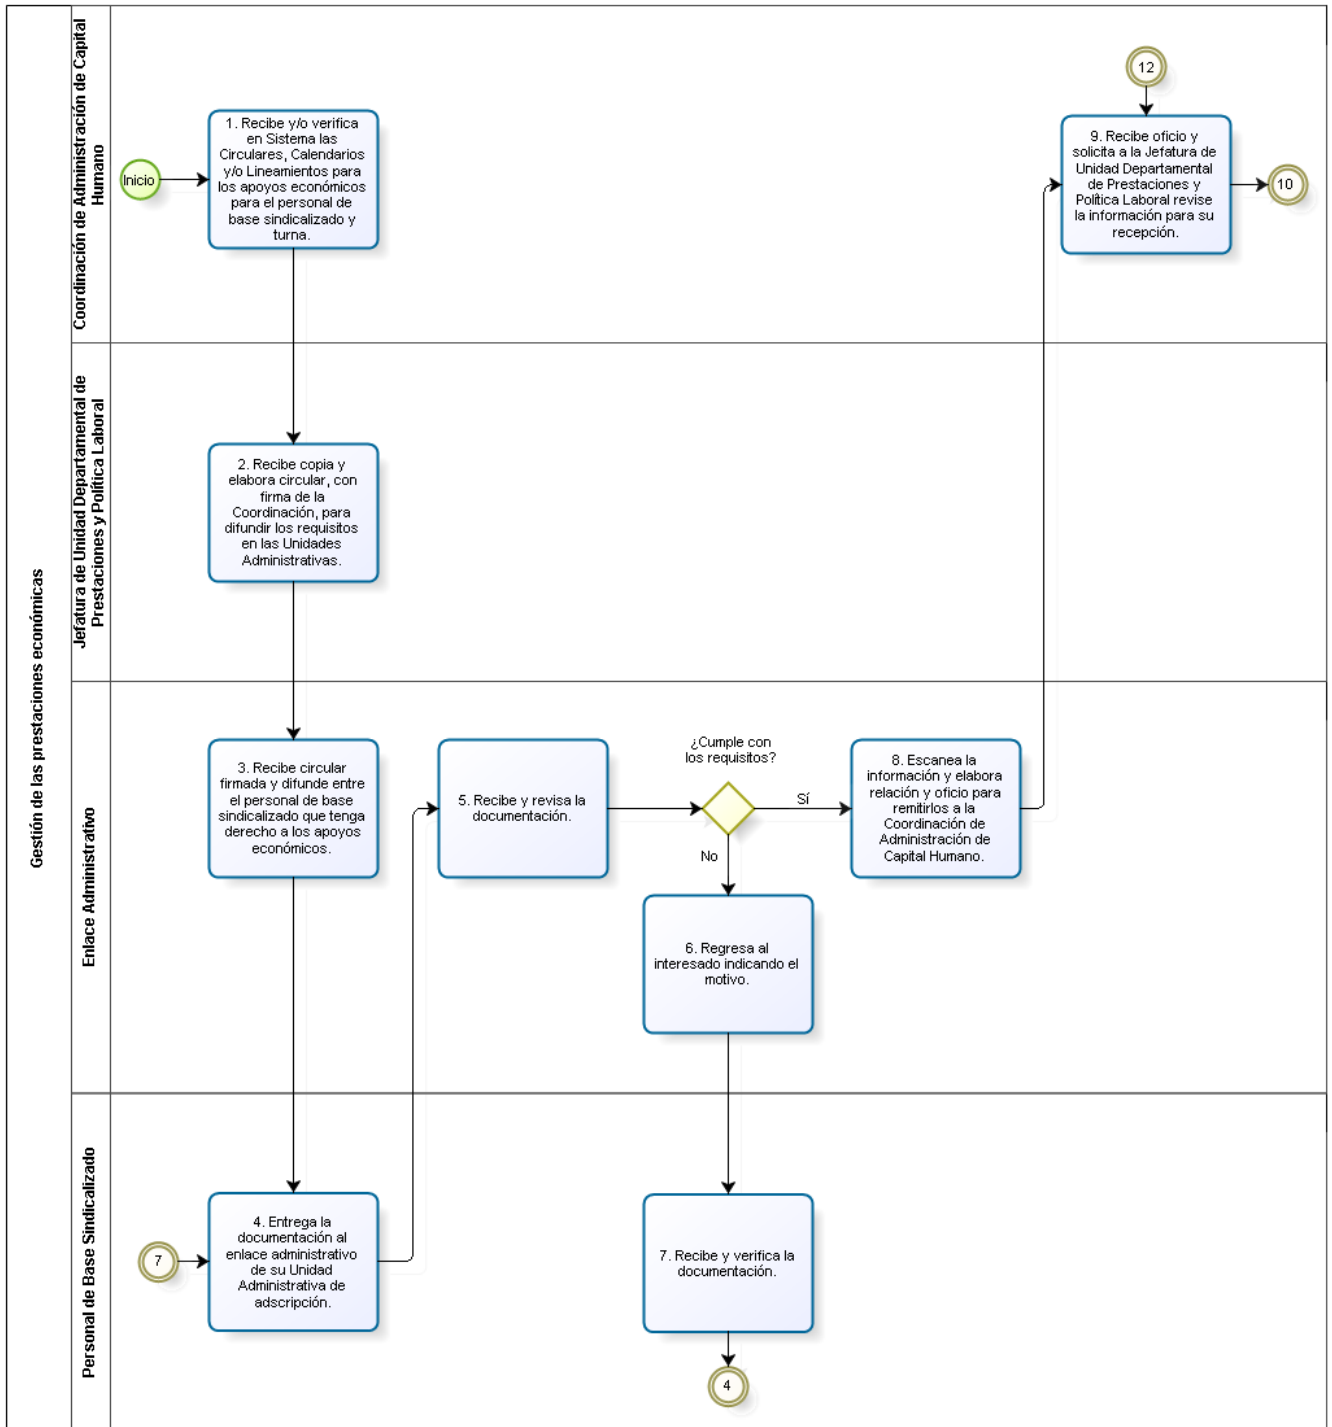 Gestión de las prestaciones económicas
Coordinación de Administración de Capital
Humano
Inicio
1. Recibe y/o verifica
en Sistema las
Circulares, Calendarios
y/o Lineamientos para
los apoyos económicos
para el personal de
base sindicalizado y
turna.
12
9. Recibe oficio y
solicita a la Jefatura de
Unidad Departamental
de Prestaciones y
Política Laboral revise
la información para su
recepción.
10
Jefatura de Unidad Departamental de
Prestaciones y Política Laboral
2. Recibe copia y
elabora circular, con
firma de la
Coordinación, para
difundir los requisitos
en las Unidades
Administrativas.
Enlace Administrativo
3. Recibe circular
firmada y difunde entre
el personal de base
sindicalizado que tenga
derecho a los apoyos
económicos.
5. Recibe y revisa la
documentación.
¿Cumple con
los requisitos?
Sí
No
8. Escanea la
información y elabora
relación y oficio para
remitirlos a la
Coordinación de
Administración de
Capital Humano.
6. Regresa al
interesado indicando el
motivo.
Personal de Base Sindicalizado
7
4. Entrega la
documentación al
enlace administrativo
de su Unidad
Administrativa de
adscripción.
7. Recibe y verifica la
documentación.
4